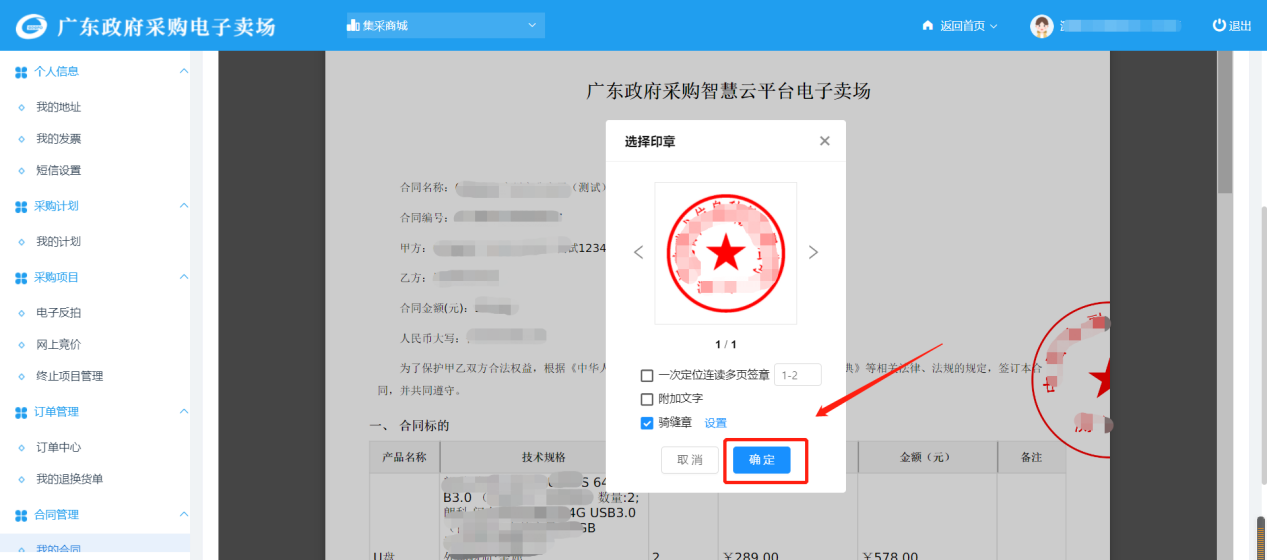 广东政府采购电子卖场
集采商城
返回首页
退出
个人信息
我的地址
我的发票
短信设置
采购计划
我的计划
采购项目
电子反拍
网上竞价
终止项目管理
订单管理
订单中心
我的退换货单
合同管理
我的合同
广东政府采购智慧云平台电子卖场
合同名称：（测试）
合同编号：
甲方：试1234
乙方：
合同金额(元)：
人民币大写：
为了保护甲乙双方合法权益，根据《中华人 典》等相关法律、法规的规定，签订本合
同，并共同遵守。
一、 合同标的
产品名称 技术规格 金额（元） 备注
B3.0 数量:2;
4G USB3.0
GB
U盘 2 ￥289.00 ￥578.00
选择印章
1 / 1
一次定位连读多页签章 1-2
附加文字
骑缝章 设置
取 消 确 定